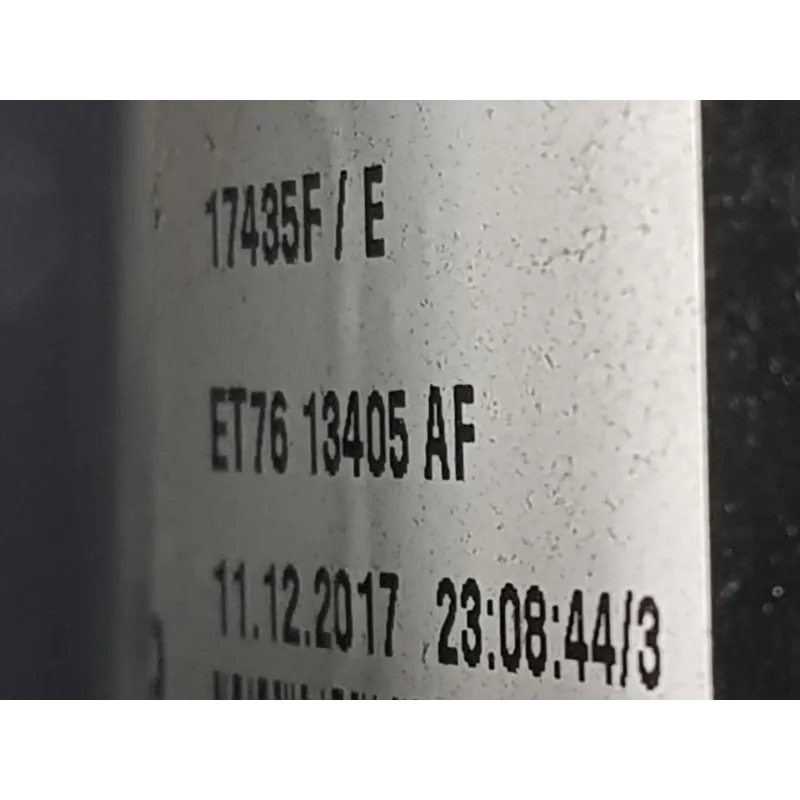 17435F / E
ET76 13405 AF
11.12.2017 23:08:44/3